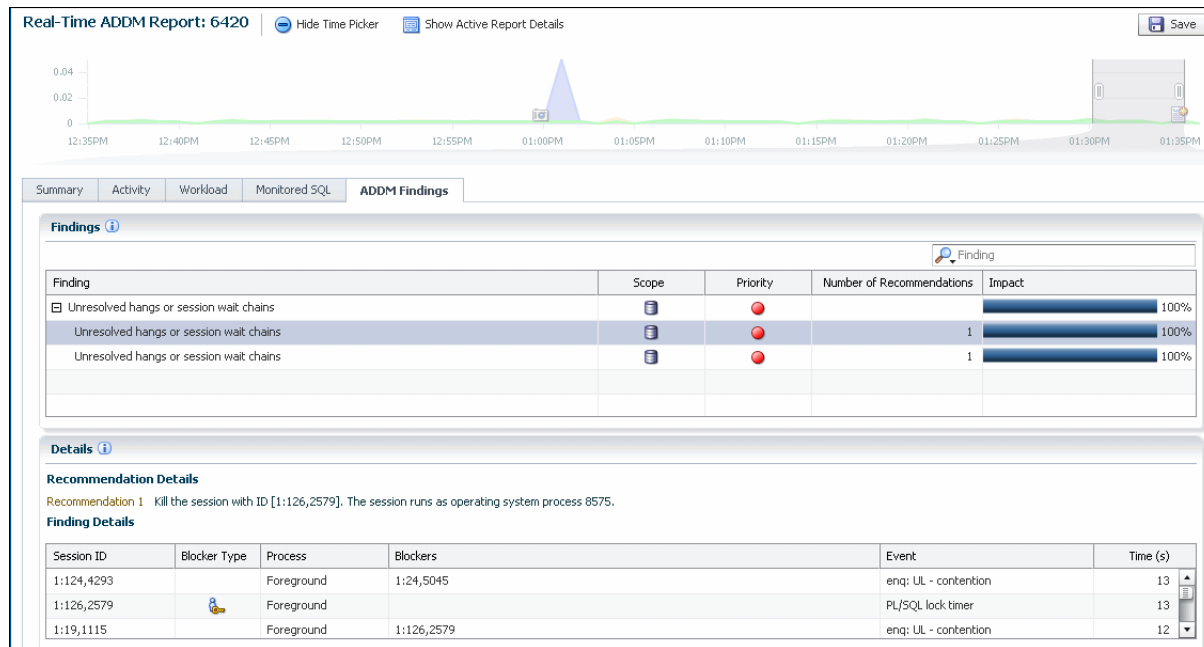 Real-Time ADDM Report: 6420 Hide Time Picker Show Active Report Details Save
0.04
0.02
0
12:35PM 12:40PM 12:45PM 12:50PM 12:55PM 01:00PM 01:05PM 01:10PM 01:15PM 01:20PM 01:25PM 01:30PM 01:35PM
Summary Activity Workload Monitored SQL ADDM Findings
Findings
Finding
Finding Scope Priority Number of Recommendations Impact
Unresolved hangs or session wait chains 100%
Unresolved hangs or session wait chains 1 100%
Unresolved hangs or session wait chains 1 100%
Details
Recommendation Details
Recommendation 1 Kill the session with ID [1:126,2579]. The session runs as operating system process 8575.
Finding Details
Session ID Blocker Type Process Blockers Event Time (s)
1:124,4293 Foreground 1:24,5045 enq: UL - contention 13
1:126,2579 Foreground PL/SQL lock timer 13
1:19,1115 Foreground 1:126,2579 enq: UL - contention 12